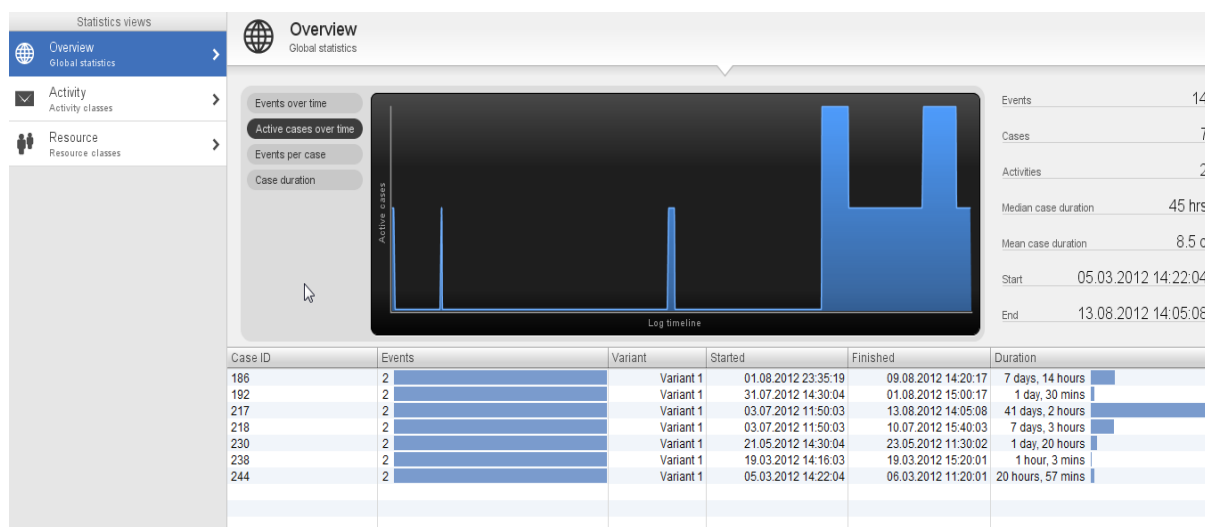 Statistics views
Overview
Global statistics
Activity
Activity classes
Resource
Resource classes
Overview
Global statistics
Events over time
Active cases over time
Events per case
Case duration
Active cases
Log timeline
Events 14
Cases 7
Activities 2
Median case duration 45 hrs
Mean case duration 8.5
Start 05.03.2012 14:22:04
End 13.08.2012 14:05:08
Case ID Events Variant Started Finished Duration
186 2 Variant 1 01.08.2012 23:35:19 09.08.2012 14:20:17 7 days, 14 hours
192 2 Variant 1 31.07.2012 14:30:04 01.08.2012 15:00:17 1 day, 30 mins
217 2 Variant 1 03.07.2012 11:50:03 13.08.2012 14:05:08 41 days, 2 hours
218 2 Variant 1 03.07.2012 11:50:03 10.07.2012 15:40:03 7 days, 3 hours
230 2 Variant 1 21.05.2012 14:30:04 23.05.2012 11:30:02 1 day, 20 hours
238 2 Variant 1 19.03.2012 14:16:03 19.03.2012 15:20:01 1 hour, 3 mins
244 2 Variant 1 05.03.2012 14:22:04 06.03.2012 11:20:01 20 hours, 57 mins